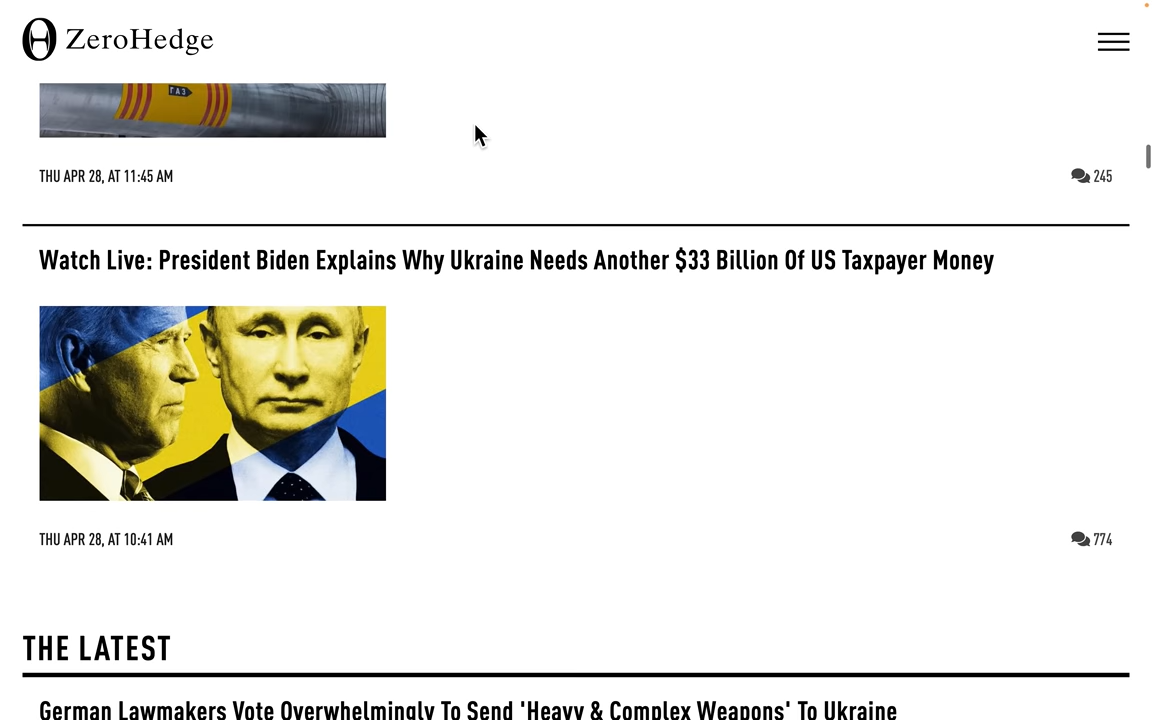 ZeroHedge
ГАЗ
THU APR 28, AT 11:45 AM
245
Watch Live: President Biden Explains Why Ukraine Needs Another $33 Billion Of US Taxpayer Money
THU APR 28, AT 10:41 AM
774
THE LATEST
German Lawmakers Vote Overwhelmingly To Send 'Heavy & Complex Weapons' To Ukraine